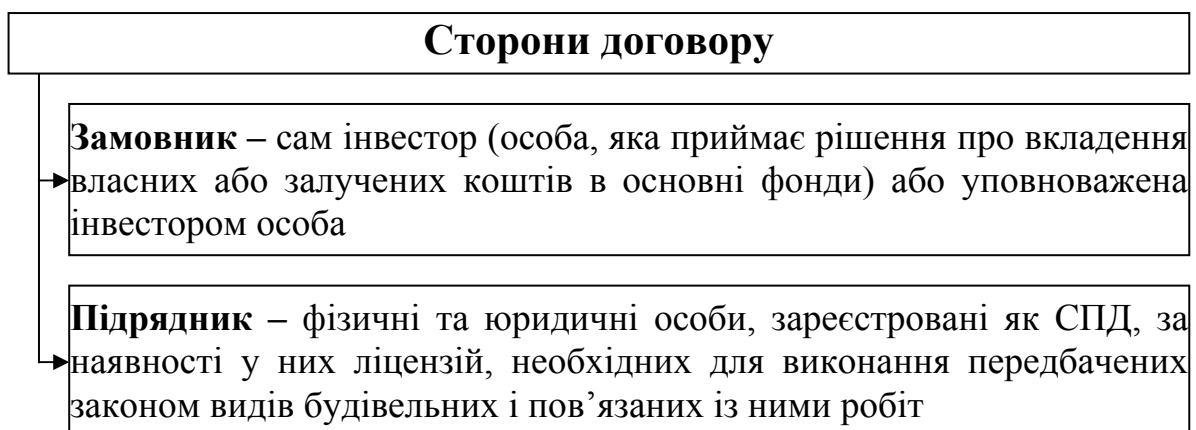 Сторони договору
Замовник – сам інвестор (особа, яка приймає рішення про вкладення
власних або залучених коштів в основні фонди) або уповноважена
інвестором особа
Підрядник – фізичні та юридичні особи, зареєстровані як СПД, за
наявності у них ліцензій, необхідних для виконання передбачених
законом видів будівельних і пов’язаних із ними робіт